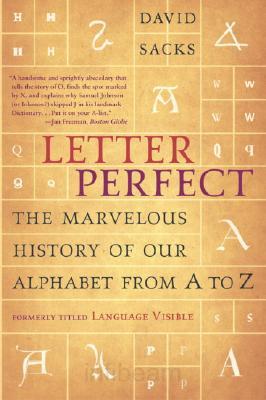 DAVID
SACKS
"A handsome and sprightly abecedary that
tells the story of O, finds the spot marked
by X, and explains why Samuel Johnson
(or Iohnson?) skipped J in his landmark
Dictionary. . . . Put it on your A-list."
—Jan Freeman, Boston Globe
LETTER
PERFECT
THE MARVELOUS
HISTORY OF OUR
ALPHABET FROM A TO Z
FORMERLY TITLED LANGUAGE VISIBLE